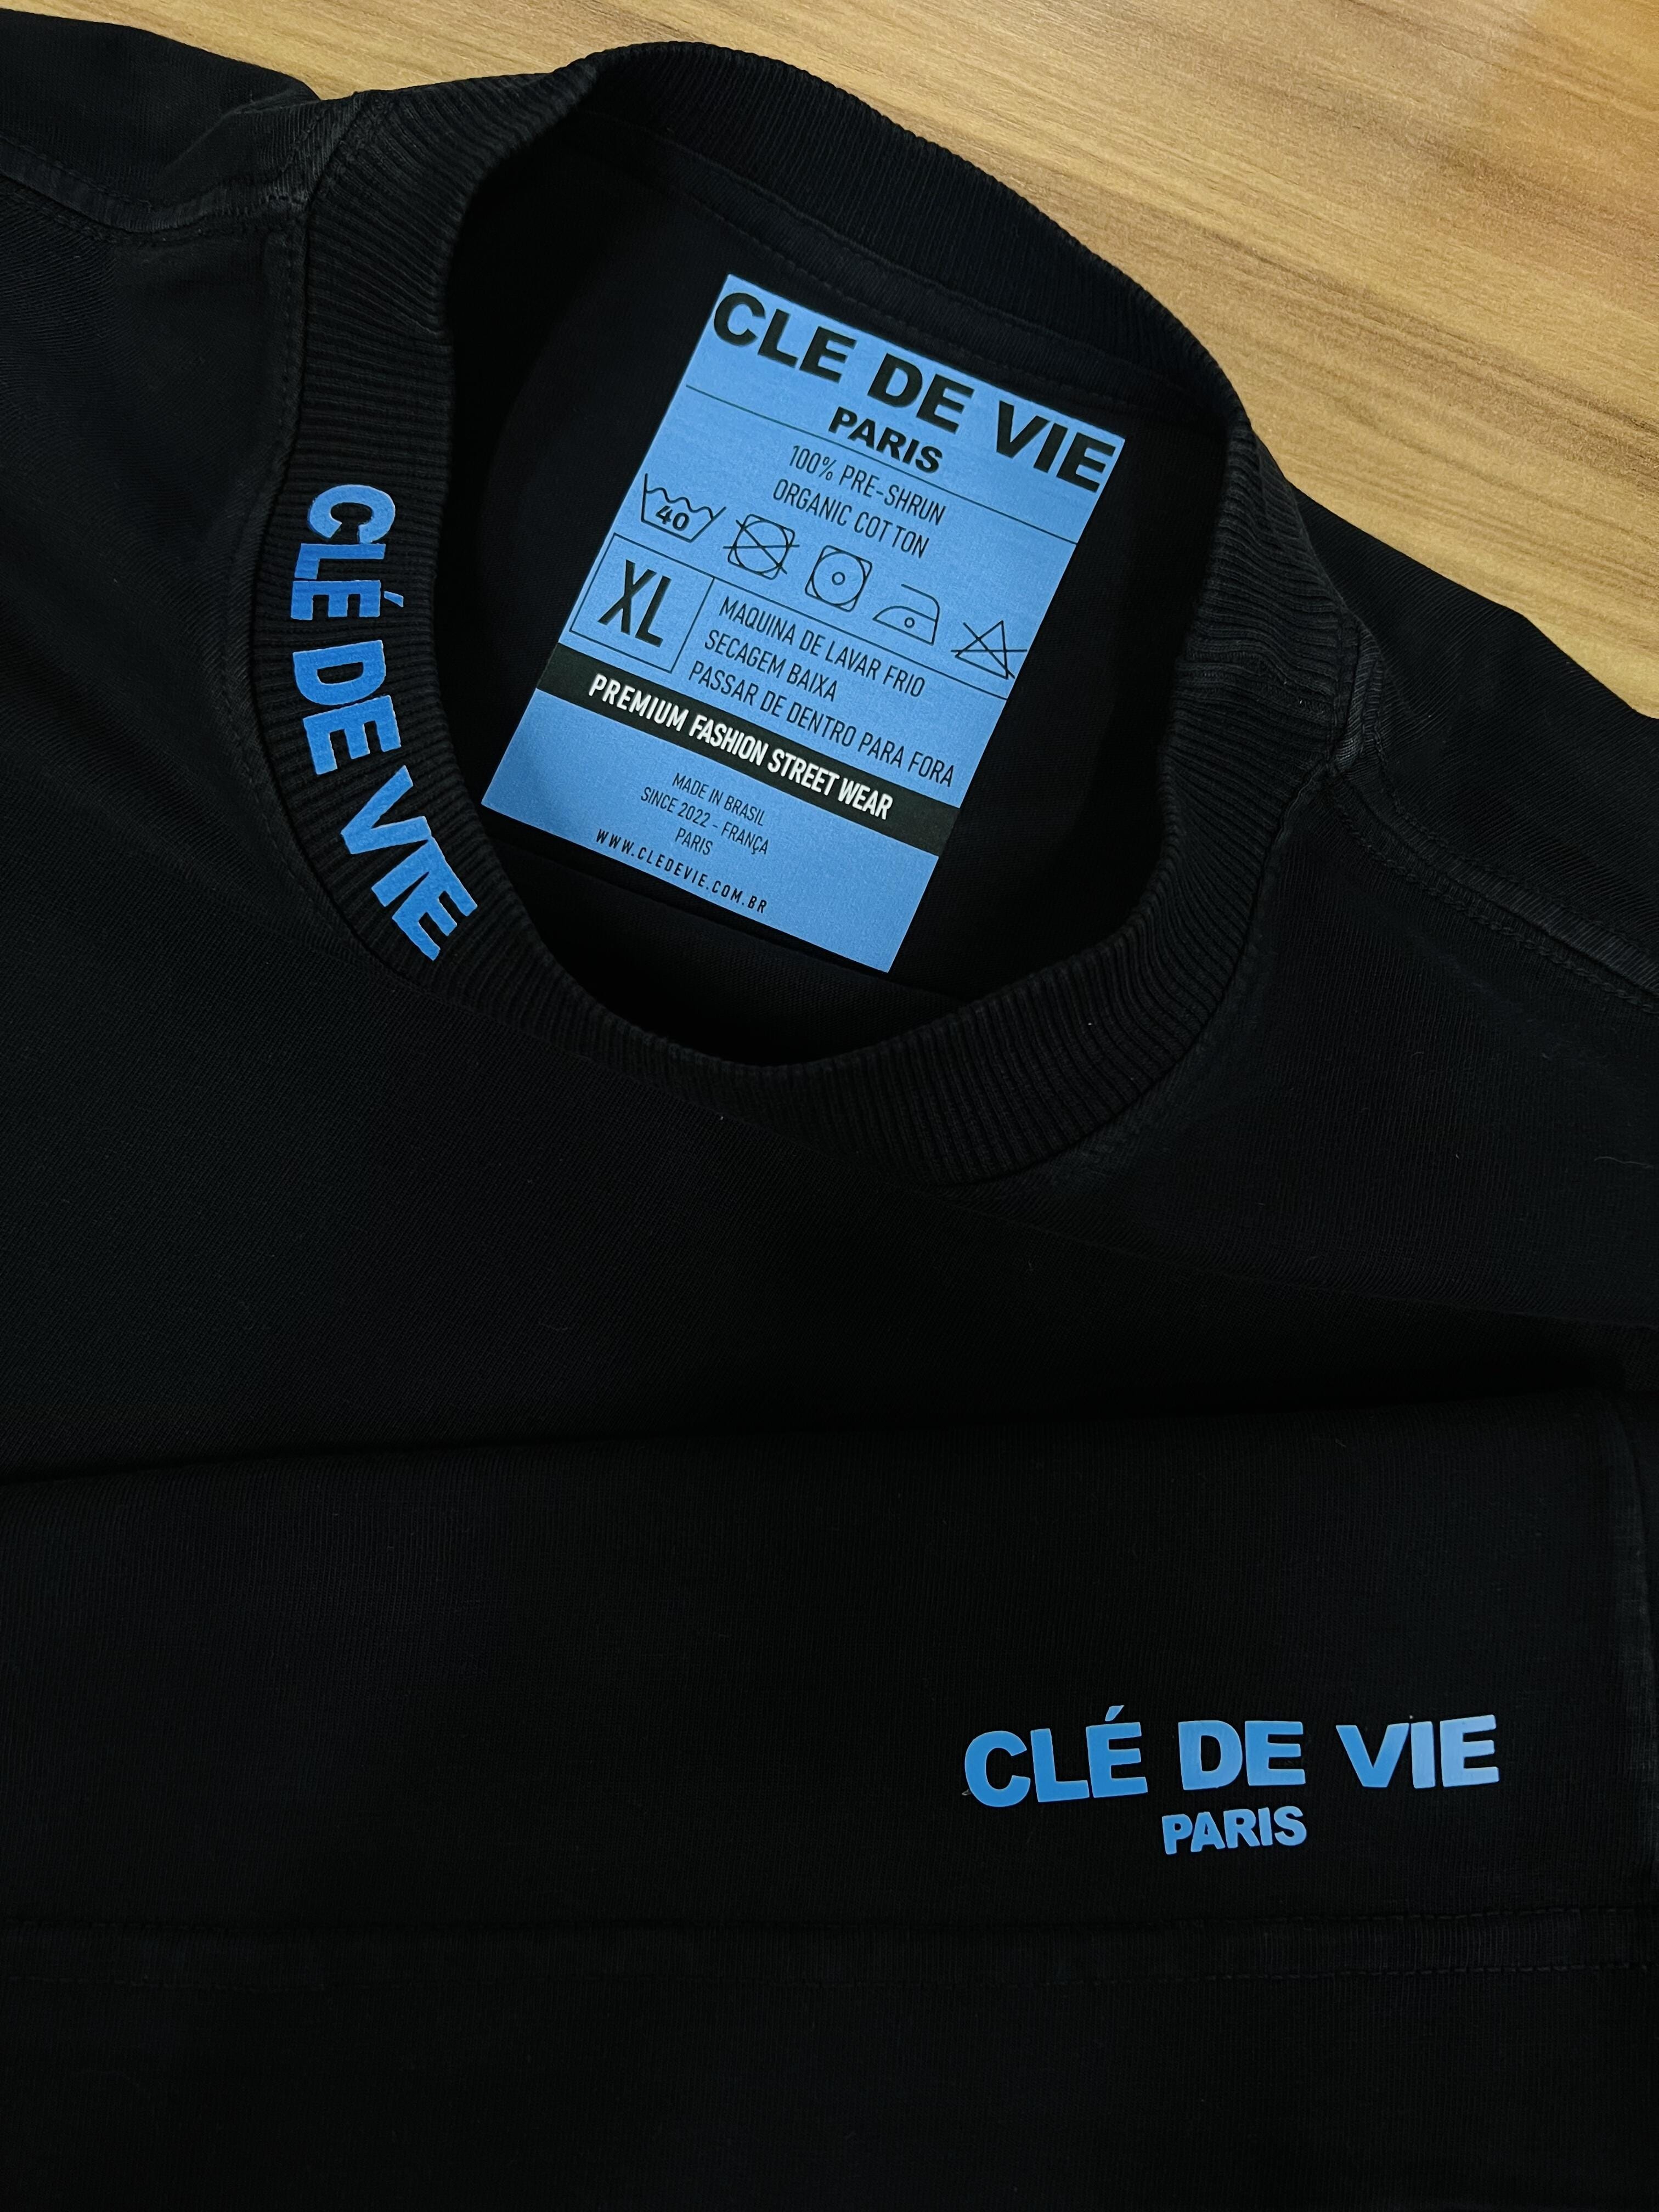 CLE DE VIE
PARIS
100% PRE-SHRUN
ORGANIC COTTON
40
XL
MAQUINA DE LAVAR FRIO
SECAGEM BAIXA
PASSAR DE DENTRO PARA FORA
PREMIUM FASHION STREET WEAR
MADE IN BRASIL
SINCE 2022 - FRANÇA
PARIS
WWW.CLEDEVIE.COM.BR
CLÉ DE VIE
CLÉ DE VIE
PARIS